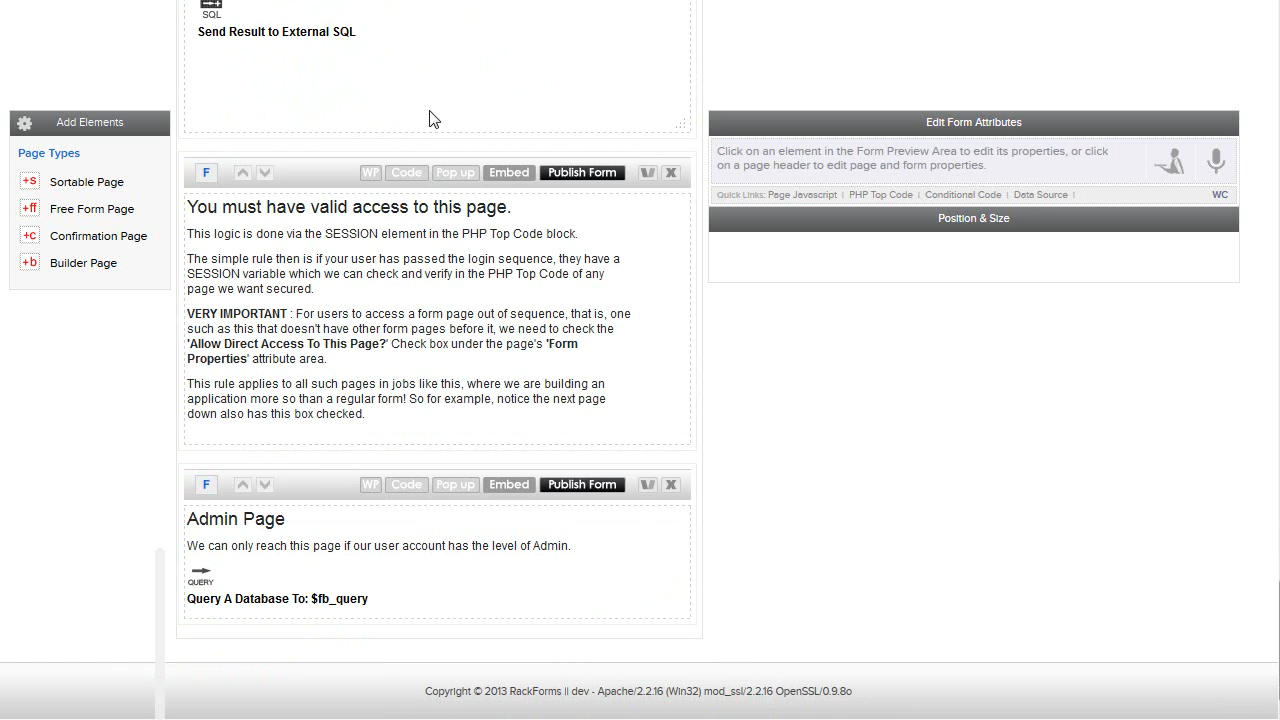 SQL
Send Result to External SQL
Add Elements
Page Types
+s Sortable Page
+ff Free Form Page
+c Confirmation Page
+b Builder Page
F WP Code Pop up Embed Publish Form X
You must have valid access to this page.
This logic is done via the SESSION element in the PHP Top Code block.
The simple rule then is if your user has passed the login sequence, they have a
SESSION variable which we can check and verify in the PHP Top Code of any
page we want secured.
VERY IMPORTANT : For users to access a form page out of sequence, that is, one
such as this that doesn't have other form pages before it, we need to check the
'Allow Direct Access To This Page?' Check box under the page's 'Form
Properties' attribute area.
This rule applies to all such pages in jobs like this, where we are building an
application more so than a regular form! So for example, notice the next page
down also has this box checked.
F WP Code Pop up Embed Publish Form X
Admin Page
We can only reach this page if our user account has the level of Admin.
QUERY
Query A Database To: $fb_query
Edit Form Attributes
Click on an element in the Form Preview Area to edit its properties, or click
on a page header to edit page and form properties.
Quick Links: Page Javascript | PHP Top Code | Conditional Code | Data Source | WC
Position & Size
Copyright © 2013 RackForms II dev - Apache/2.2.16 (Win32) mod_ssl/2.2.16 OpenSSL/0.9.8o